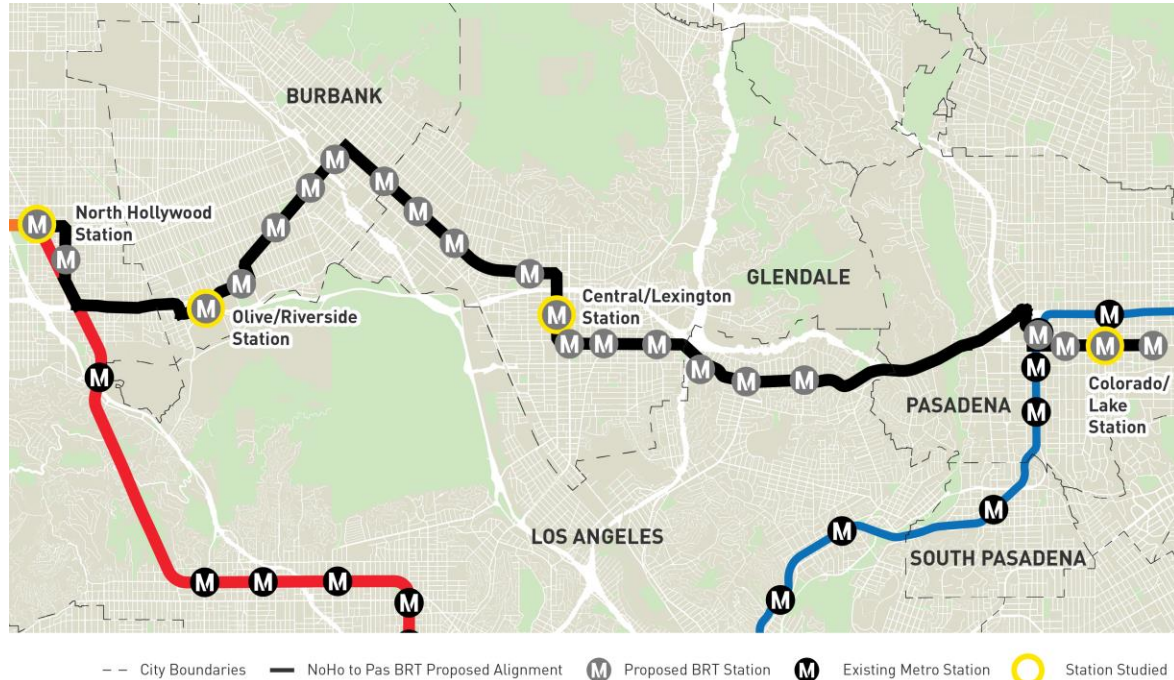 BURBANK
North Hollywood
Station
M
M
M
M
M
M
M
M
M
M
M
M
Olive/Riverside
Station
M
Central/Lexington
Station
M
M
M
M
M
M
GLENDALE
M
M
M
M
M
Colorado/
Lake
Station
PASADENA
M
M
M
LOS ANGELES
SOUTH PASADENA
M
M
M
M
M
M
M
M
City Boundaries
NoHo to Pas BRT Proposed Alignment
M Proposed BRT Station
M Existing Metro Station
Station Studied